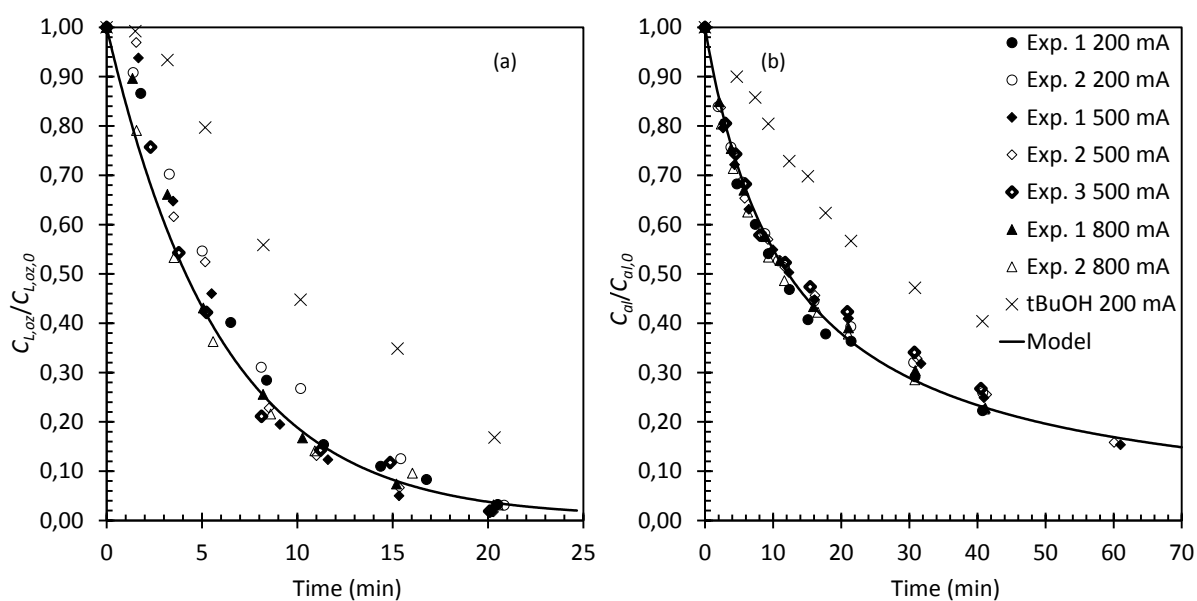 1,00
0,90
0,80
0,70
0,60
0,50
0,40
0,30
0,20
0,10
0,00
C_L,oz/C_L,oz,0
(a)
0 5 10 15 20 25
Time (min)
1,00
0,90
0,80
0,70
0,60
0,50
0,40
0,30
0,20
0,10
0,00
C_al/C_al,0
(b)
Exp. 1 200 mA
Exp. 2 200 mA
Exp. 1 500 mA
Exp. 2 500 mA
Exp. 3 500 mA
Exp. 1 800 mA
Exp. 2 800 mA
tBuOH 200 mA
Model
0 10 20 30 40 50 60 70
Time (min)